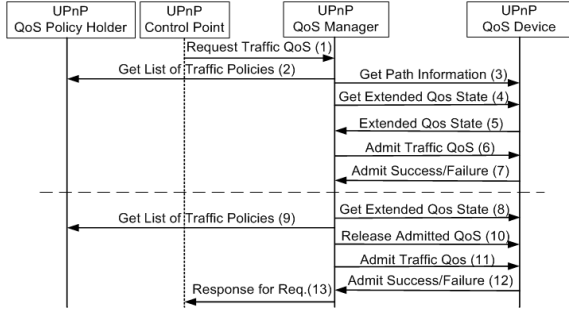 UPnP
QoS Policy Holder
UPnP
Control Point
UPnP
QoS Manager
UPnP
QoS Device
Request Traffic QoS (1)
Get List of Traffic Policies (2)
Get Path Information (3)
Get Extended Qos State (4)
Extended Qos State (5)
Admit Traffic QoS (6)
Admit Success/Failure (7)
Get Extended Qos State (8)
Get List of Traffic Policies (9)
Release Admitted QoS (10)
Admit Traffic Qos (11)
Admit Success/Failure (12)
Response for Req.(13)